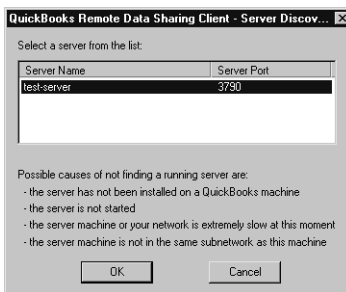 QuickBooks Remote Data Sharing Client - Server Discov...
Select a server from the list:
Server Name Server Port
test-server 3790
Possible causes of not finding a running server are:
- the server has not been installed on a QuickBooks machine
- the server is not started
- the server machine or your network is extremely slow at this moment
- the server machine is not in the same subnetwork as this machine
OK Cancel